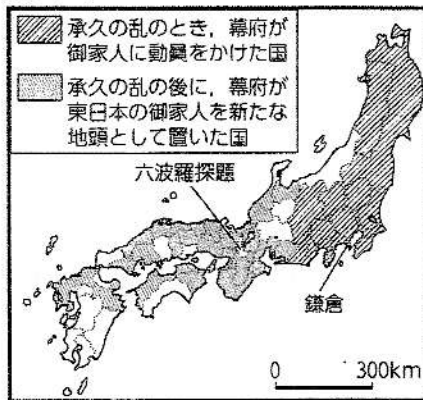 承久の乱のとき，幕府が
御家人に動員をかけた国
承久の乱の後に，幕府が
東日本の御家人を新たな
地頭として置いた国
六波羅探題
鎌倉
0 300km